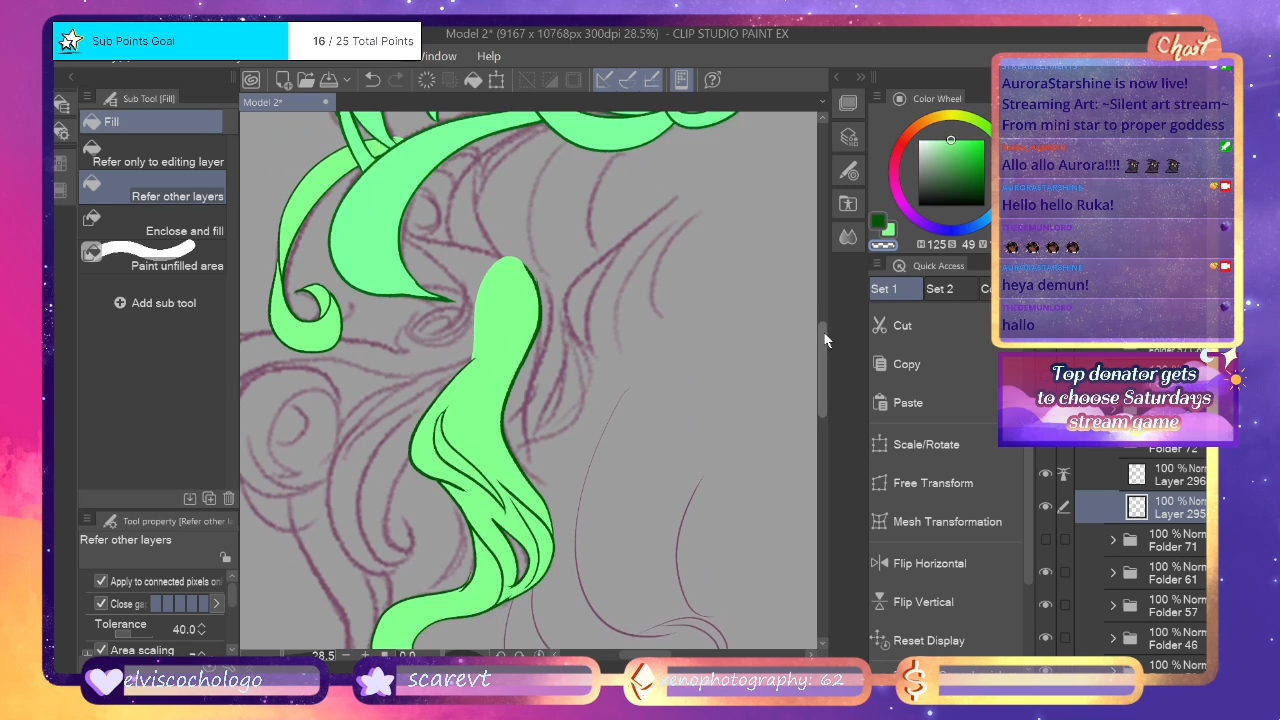 Sub Points Goal
16 / 25 Total Points
Model 2* (9167 x 10768px 300dpi 28.5%) - CLIP STUDIO PAINT EX
Help
Sub Tool [Fill]
Model 2*
Color Wheel
Fill
Refer only to editing layer
Refer other layers
Enclose and fill
Paint unfilled area
Add sub tool
Tool property [Refer other la
Refer other layers
Apply to connected pixels onl
Close ga
Tolerance
40.0
Area scaling
28.5
0.0
H 125 S 49 V
Quick Access
Set 1
Set 2
Cut
Copy
Paste
Scale/Rotate
Free Transform
Mesh Transformation
Flip Horizontal
Flip Vertical
Reset Display
Chat
AuroraStarshine is now live!
Streaming Art: ~Silent art stream~
From mini star to proper goddess
Allo allo Aurora!!!!
AURORASTARSHINE
Hello hello Ruka!
THEDEMUNLORD
AURORASTARSHINE
heya demun!
THEDEMUNLORD
hallo
Top donator gets
to choose Saturdays
stream game
Folder 72
100 % Norm
Layer 296
100 % Norm
Layer 295
100 % Norm
Folder 71
100 % Norm
Folder 61
100 % Norm
Folder 57
100 % Norm
Folder 46
100 % Norm
elviscochologo
scarevt
enophotography: 62